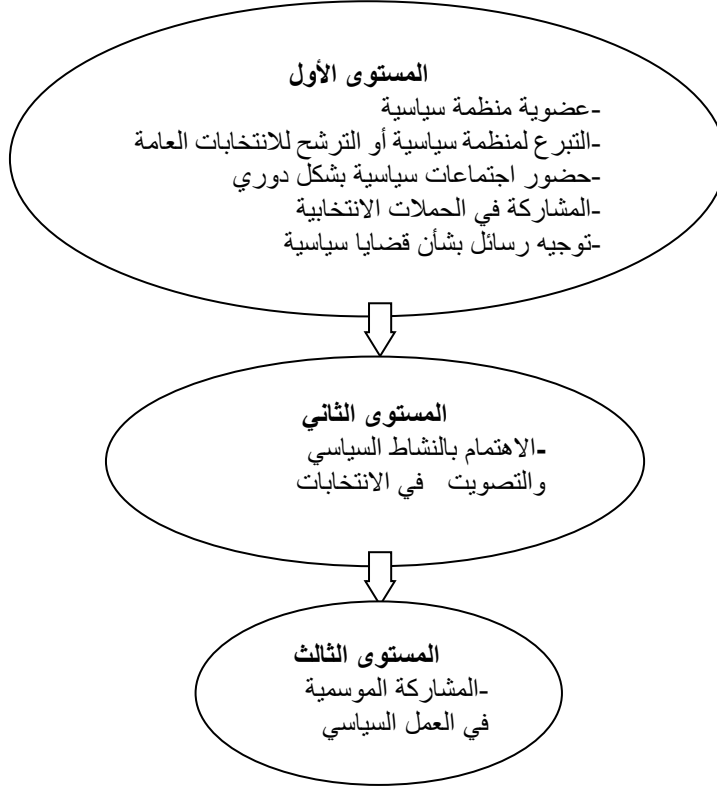 المستوى الأول
-عضوية منظمة سياسية
-التبرع لمنظمة سياسية أو الترشح للانتخابات العامة
-حضور اجتماعات سياسية بشكل دوري
-المشاركة في الحملات الانتخابية
-توجيه رسائل بشأن قضايا سياسية
المستوى الثاني
-الاهتمام بالنشاط السياسي
والتصويت في الانتخابات
المستوى الثالث
-المشاركة الموسمية
في العمل السياسي